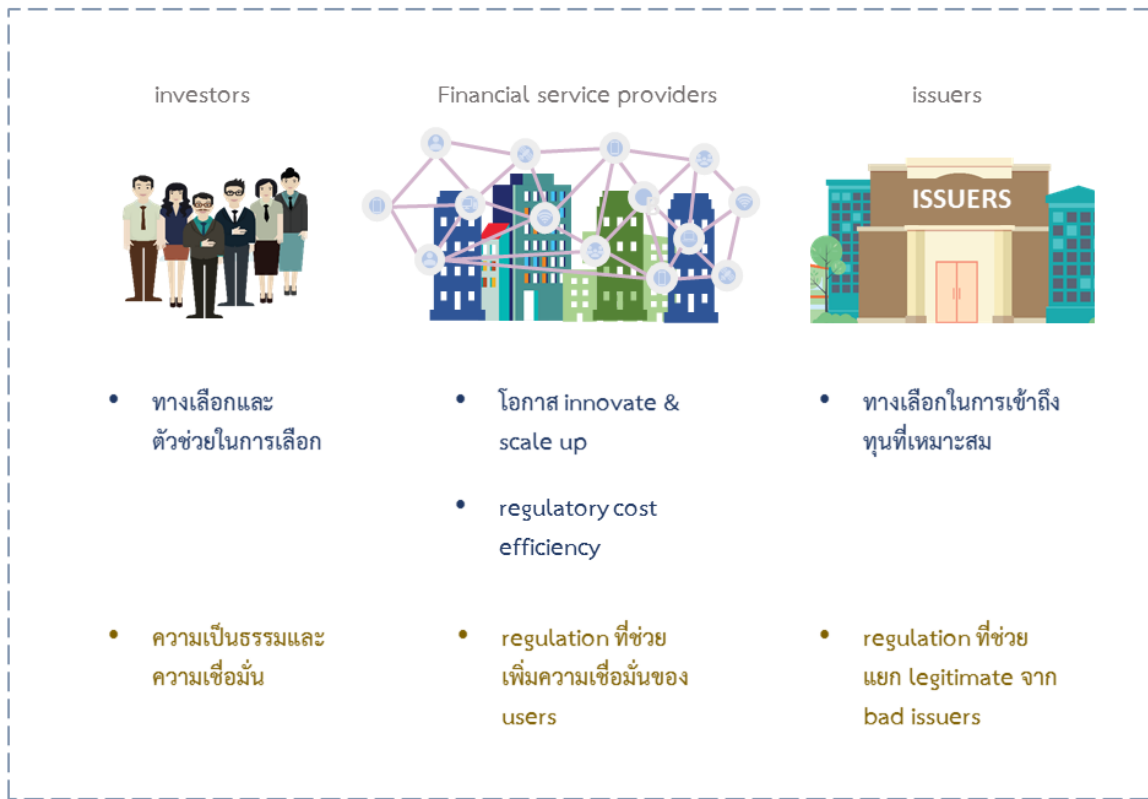 investors
Financial service providers
issuers
ISSUERS
• ทางเลือกและ
ตัวช่วยในการเลือก
• โอกาส innovate &
scale up
• regulatory cost
efficiency
• ทางเลือกในการเข้าถึง
ทุนที่เหมาะสม
• ความเป็นธรรมและ
ความเชื่อมั่น
• regulation ที่ช่วย
เพิ่มความเชื่อมั่นของ
users
• regulation ที่ช่วย
แยก legitimate จาก
bad issuers